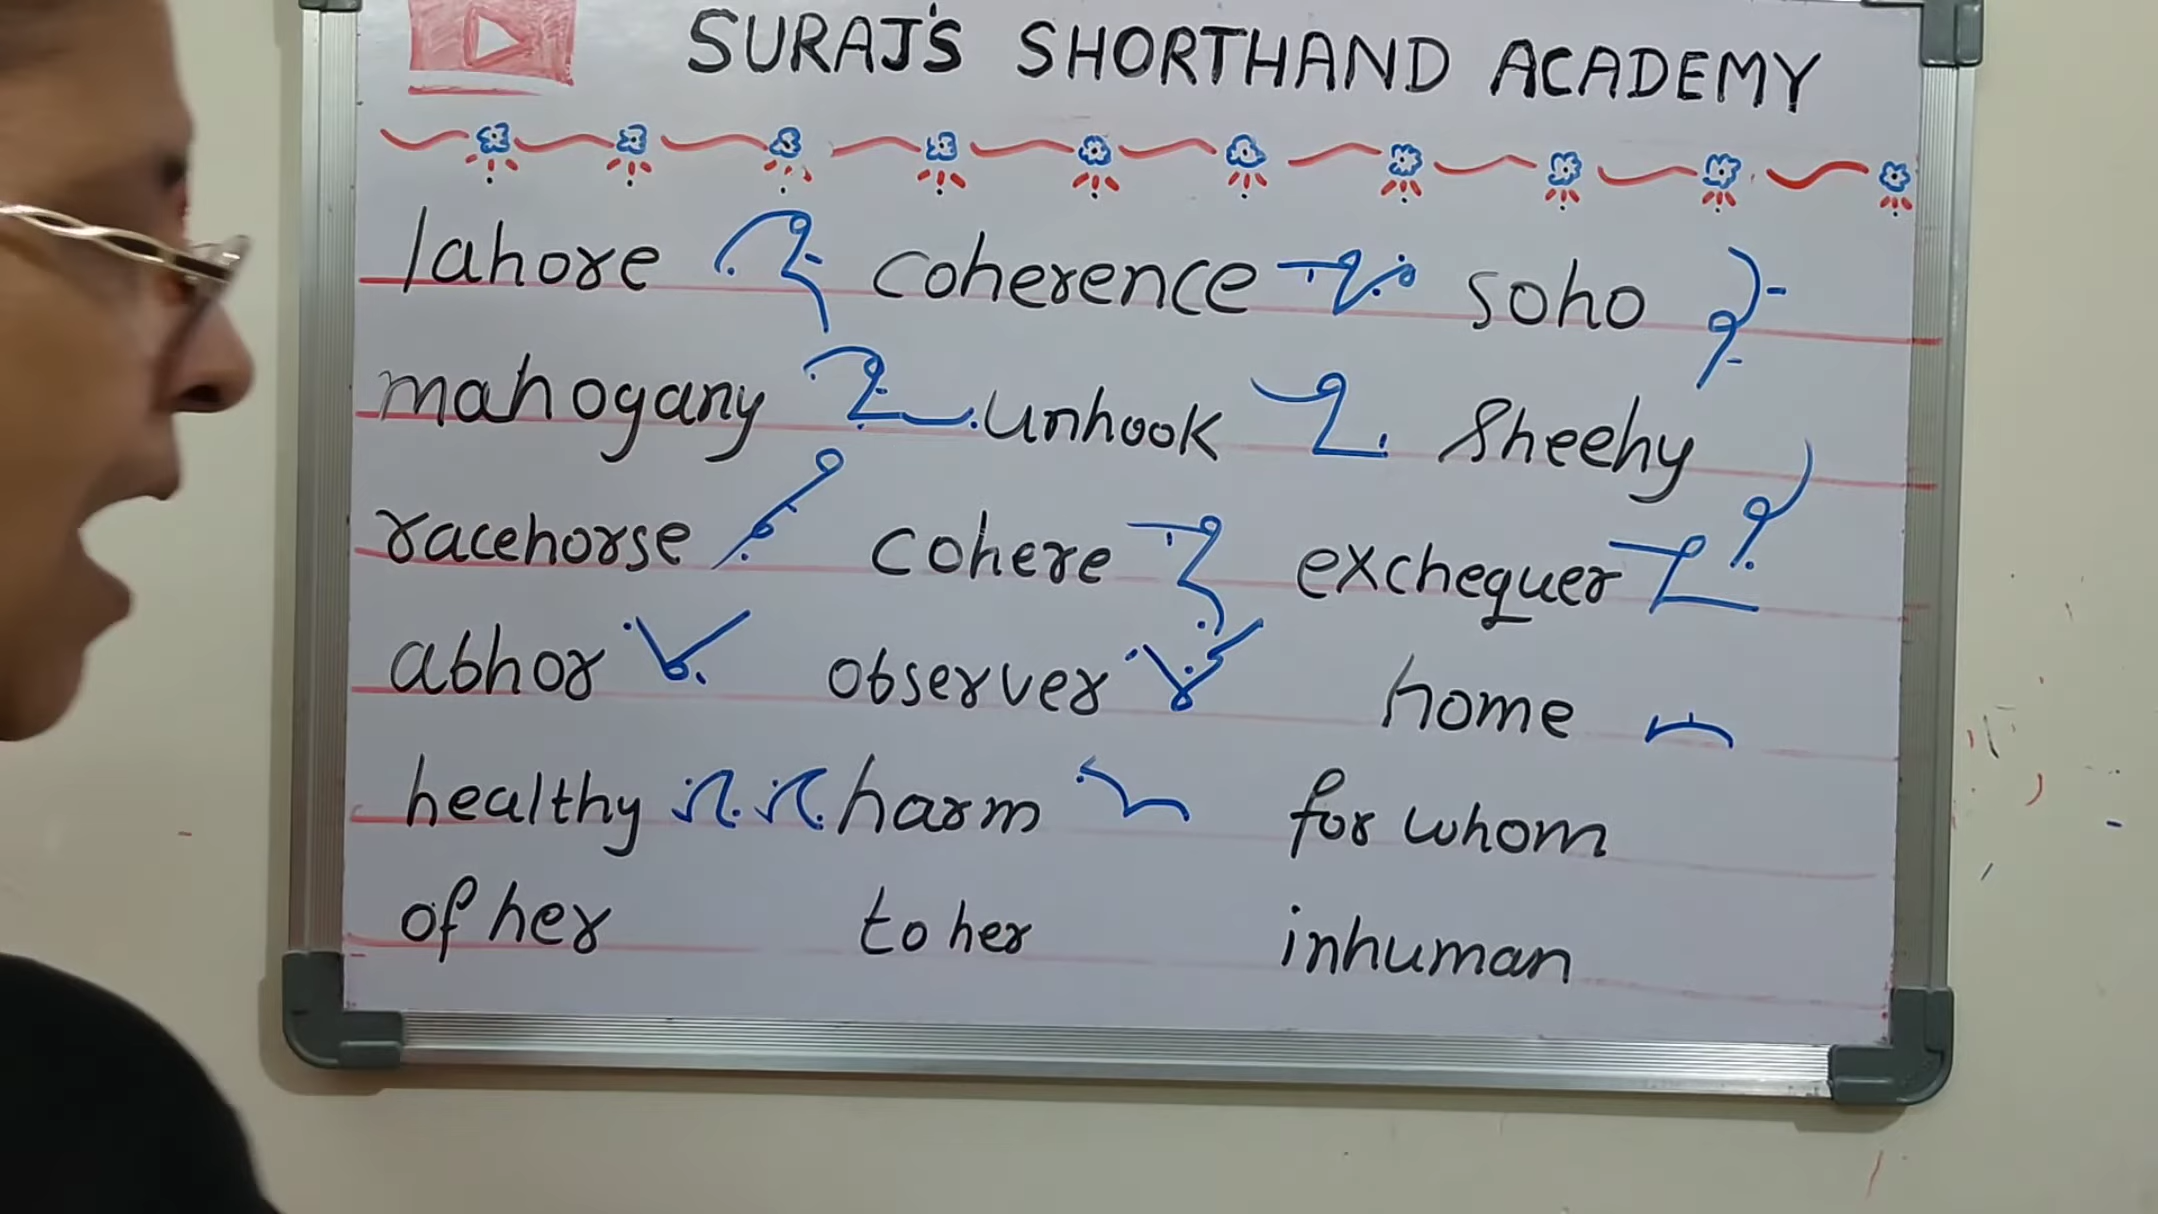 SURAJ'S SHORTHAND ACADEMY
lahore coherence soho
mahogany unhook Sheehy
racehorse cohere exchequer
abhor observer home
healthy harm for whom
of her to her inhuman